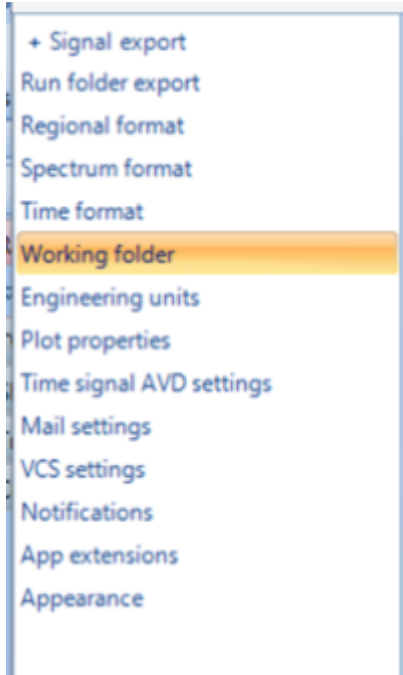 + Signal export
Run folder export
Regional format
Spectrum format
Time format
Working folder
Engineering units
Plot properties
Time signal AVD settings
Mail settings
VCS settings
Notifications
App extensions
Appearance